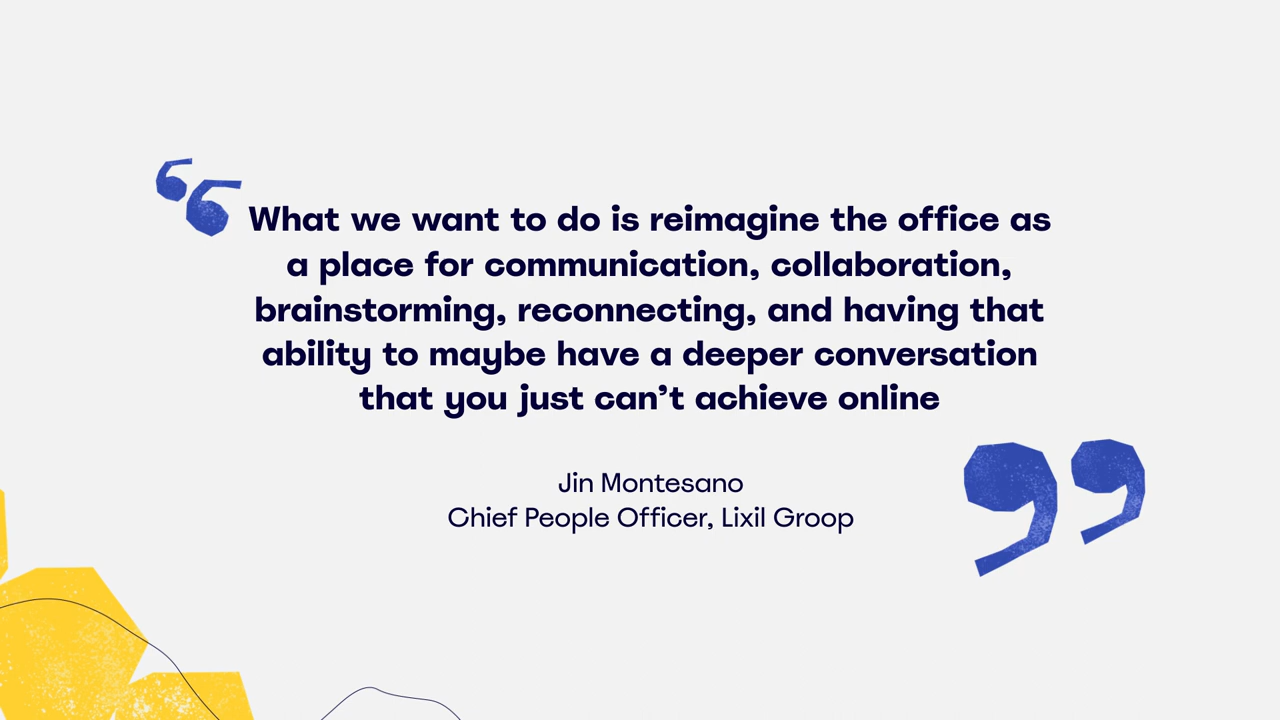 What we want to do is reimagine the office as
a place for communication, collaboration,
brainstorming, reconnecting, and having that
ability to maybe have a deeper conversation
that you just can’t achieve online
Jin Montesano
Chief People Officer, Lixil Groop